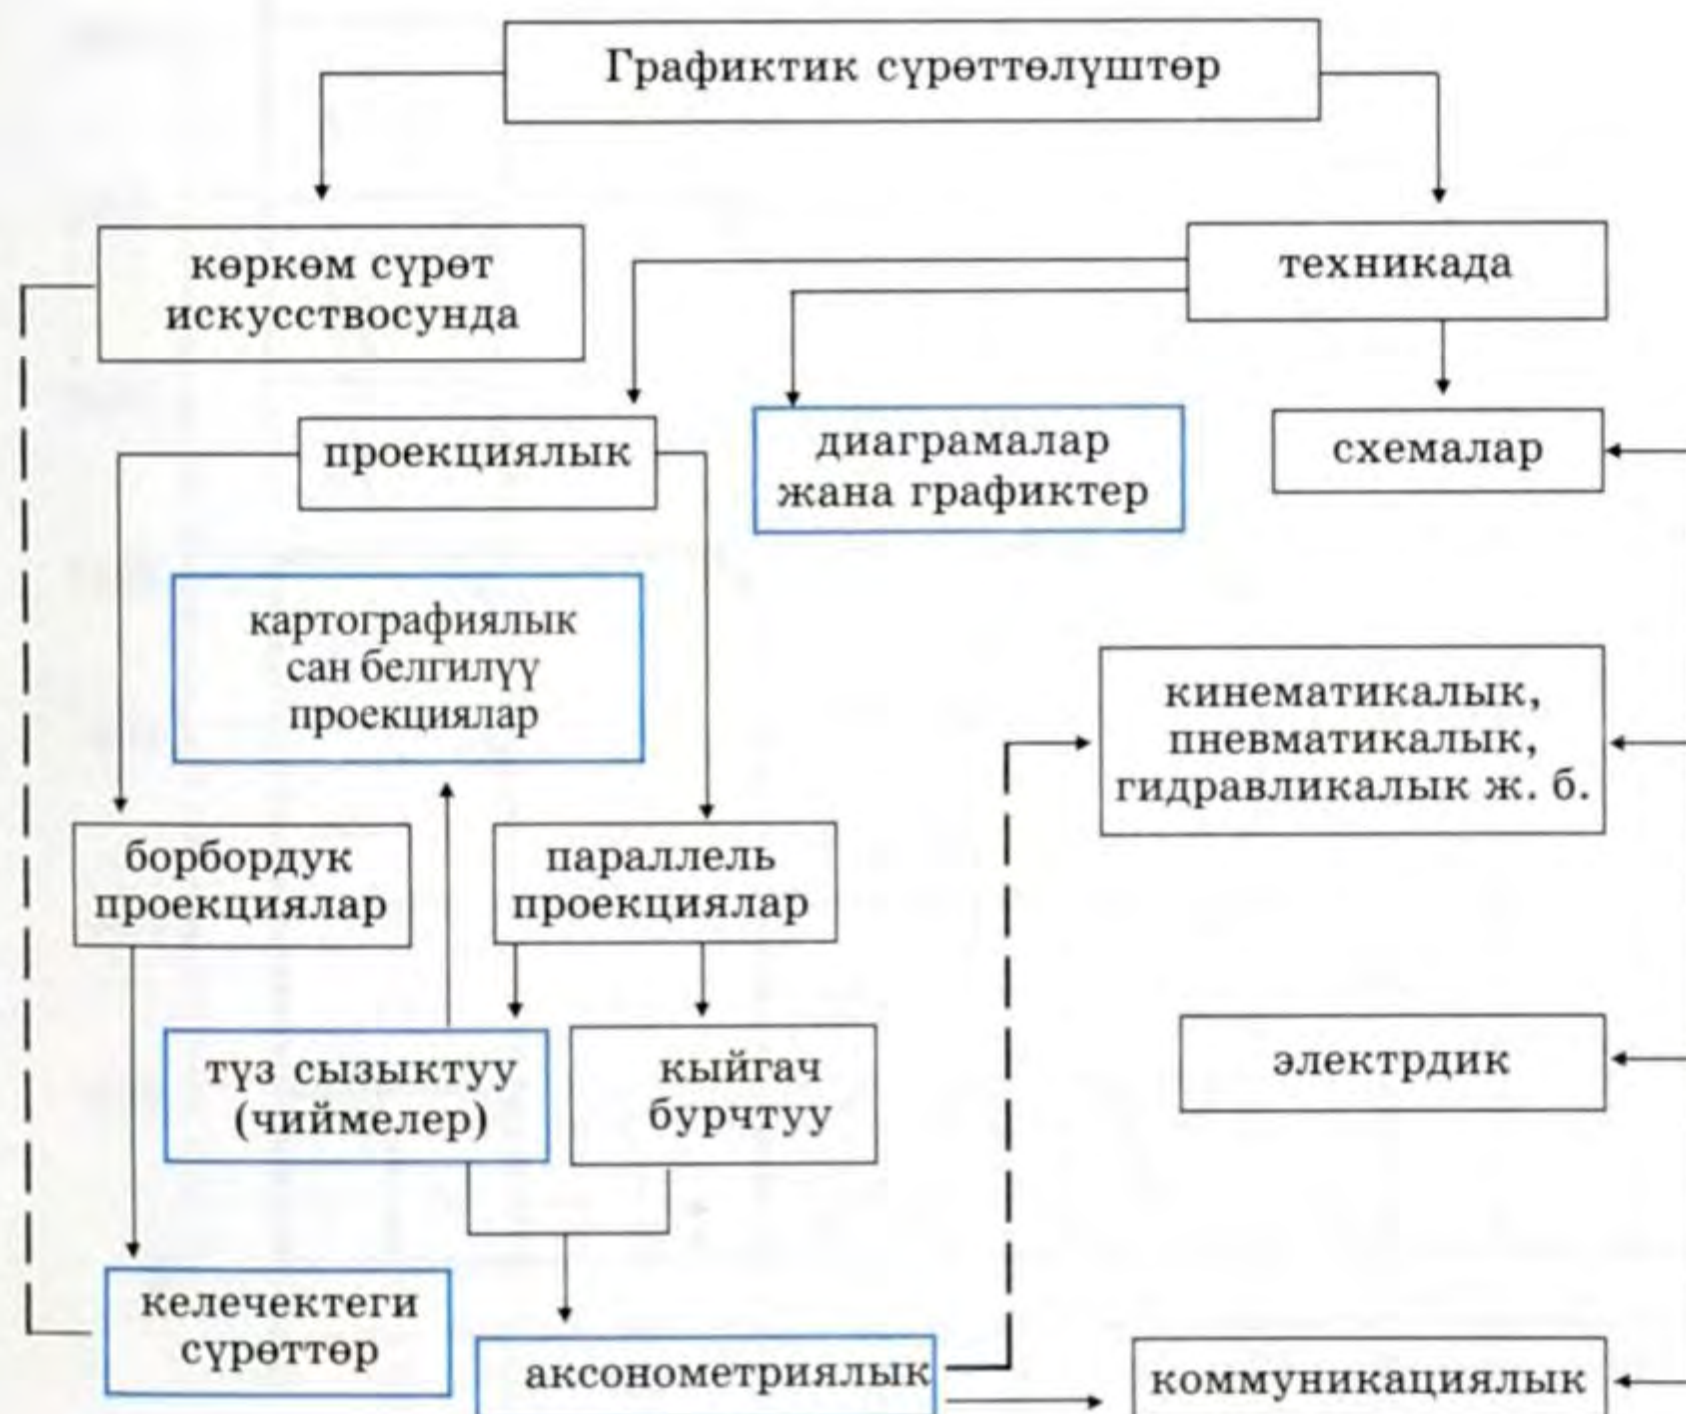 Графиктик сүрөттөлүштөр
көркөм сүрөт
искусствосунда
техникада
проекциялык
диаграмалар
жана графиктер
схемалар
картографиялык
сан белгилүү
проекциялар
кинематикалык,
пневматикалык,
гидравликалык ж. б.
борбордук
проекциялар
параллель
проекциялар
түз сызыктуу
(чиймелер)
кыйгач
бурчтуу
электрдик
келечектеги
сүрөттөр
аксонометриялык
коммуникациялык